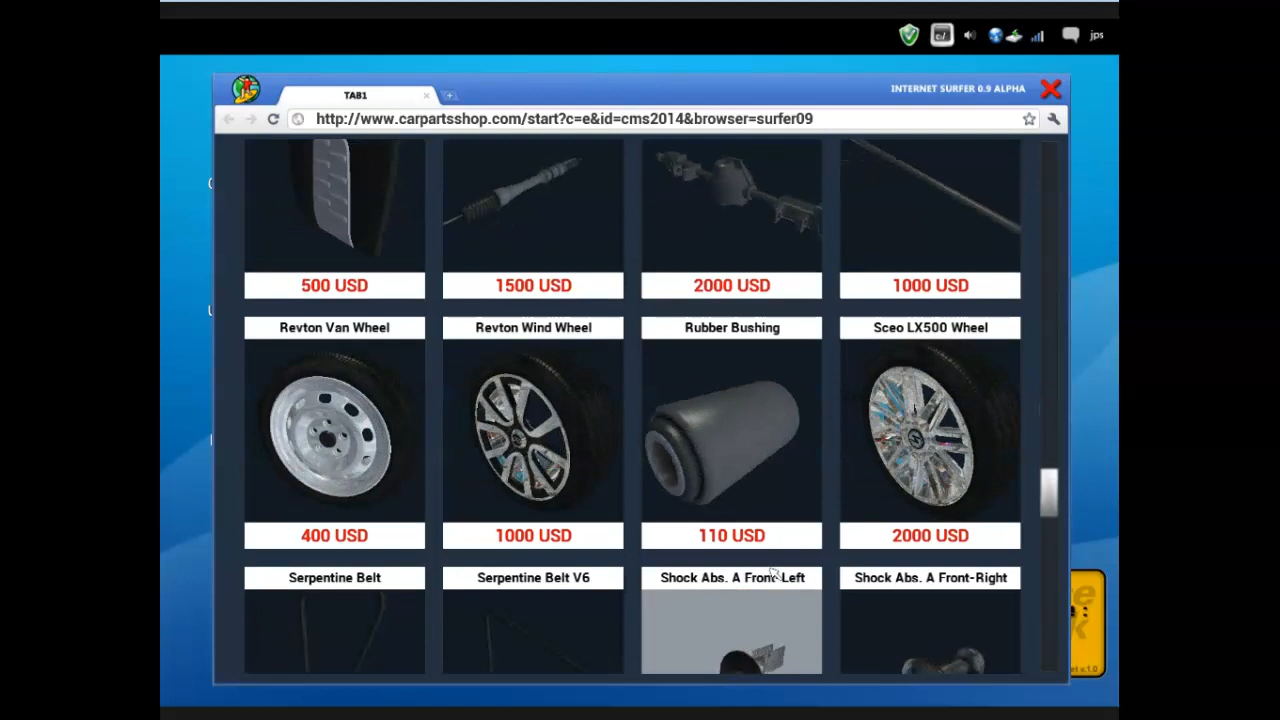 jps
TAB1
INTERNET SURFER 0.9 ALPHA
http://www.carpartsshop.com/start?c=e&id=cms2014&browser=surfer09
500 USD
1500 USD
2000 USD
1000 USD
Revton Van Wheel
Revton Wind Wheel
Rubber Bushing
Sceo LX500 Wheel
400 USD
1000 USD
110 USD
2000 USD
Serpentine Belt
Serpentine Belt V6
Shock Abs. A Front-Left
Shock Abs. A Front-Right